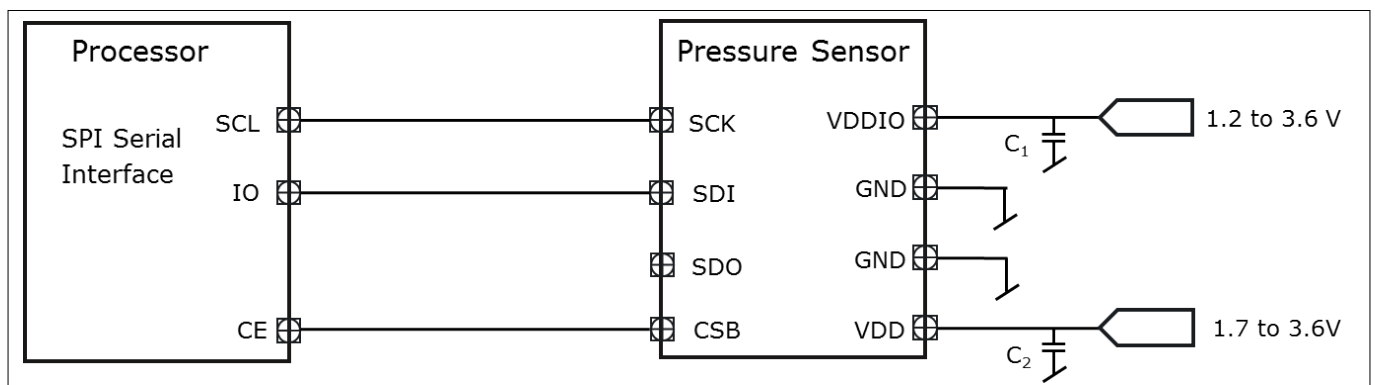 Processor
SPI Serial
Interface
SCL
IO
CE
Pressure Sensor
SCK
SDI
SDO
CSB
VDDIO
GND
GND
VDD
C1
1.2 to 3.6 V
C2
1.7 to 3.6V